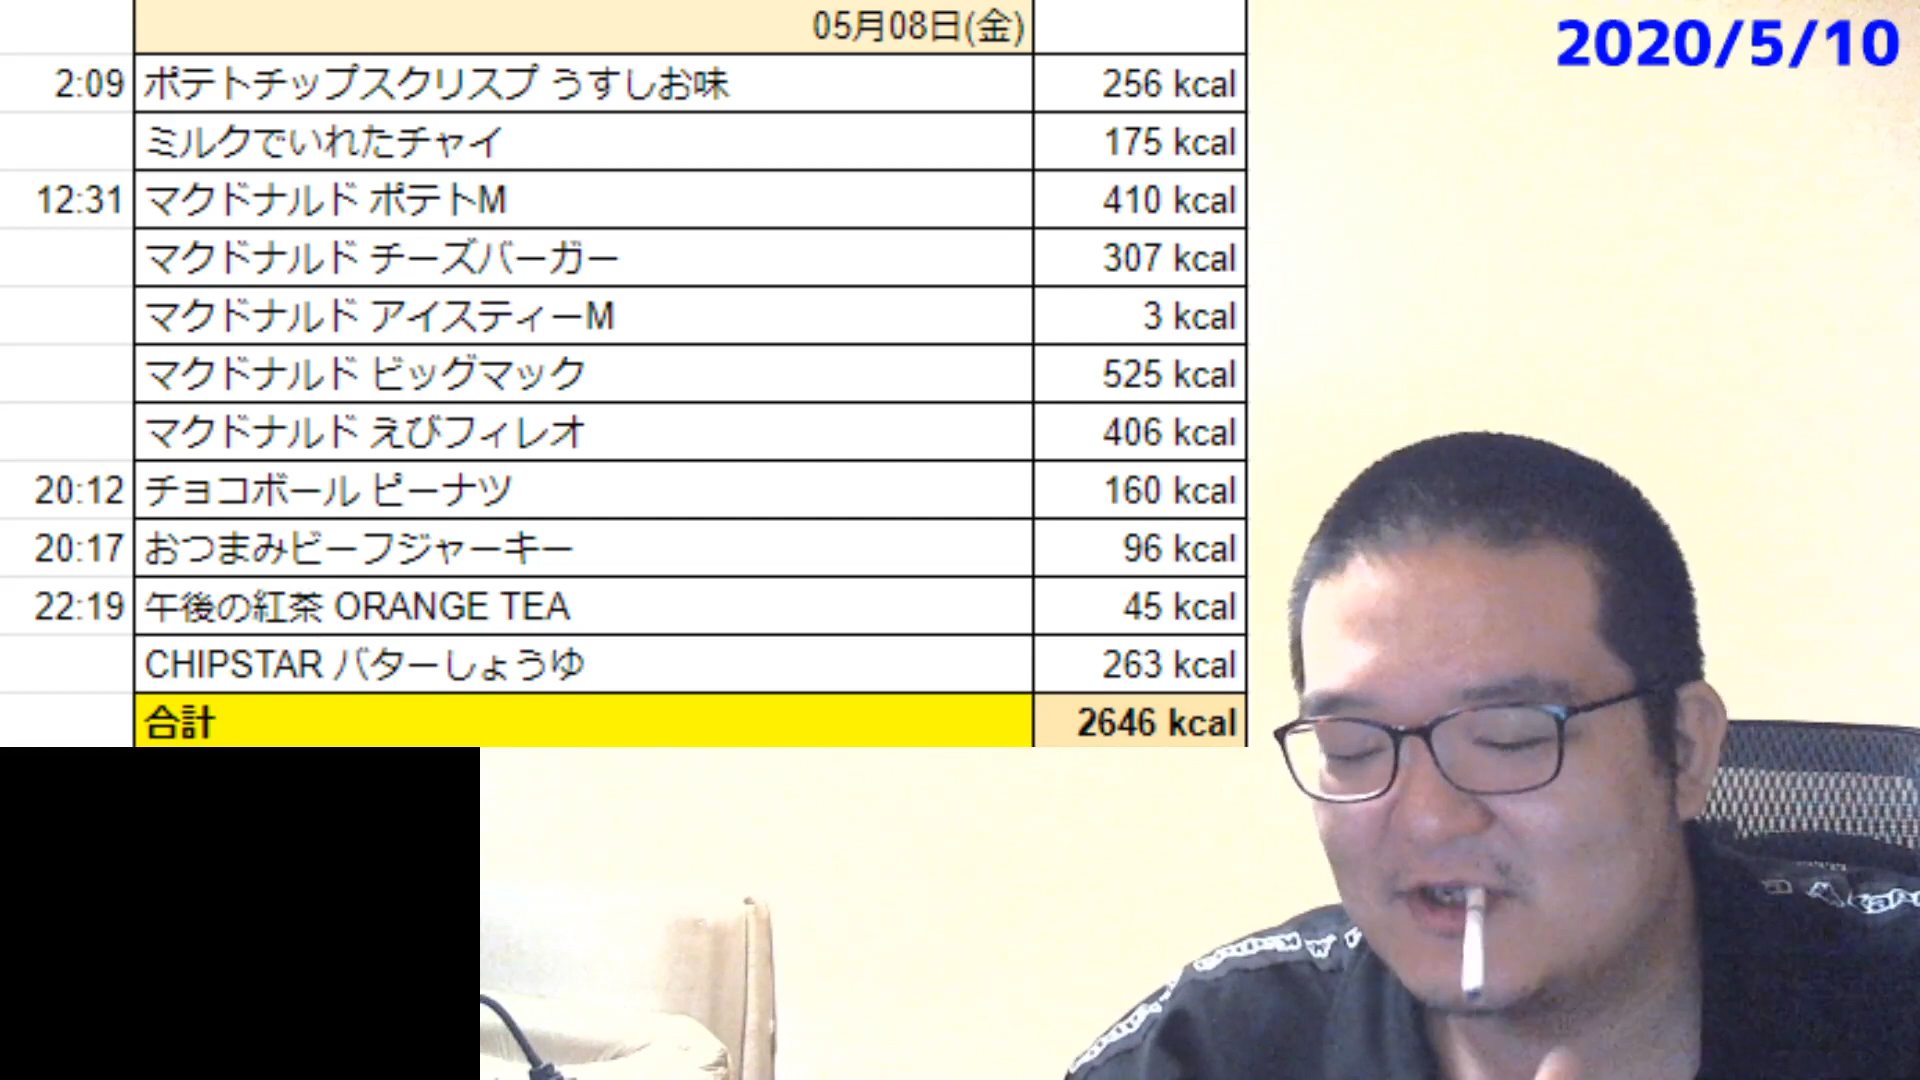 05月08日(金)
2020/5/10
2:09 ポテトチップスクリスプ うすしお味 256 kcal
ミルクでいれたチャイ 175 kcal
12:31 マクドナルド ポテトM 410 kcal
マクドナルド チーズバーガー 307 kcal
マクドナルド アイスティーM 3 kcal
マクドナルド ビッグマック 525 kcal
マクドナルド えびフィレオ 406 kcal
20:12 チョコボール ピーナツ 160 kcal
20:17 おつまみビーフジャーキー 96 kcal
22:19 午後の紅茶 ORANGE TEA 45 kcal
CHIPSTAR バターしょうゆ 263 kcal
合計 2646 kcal